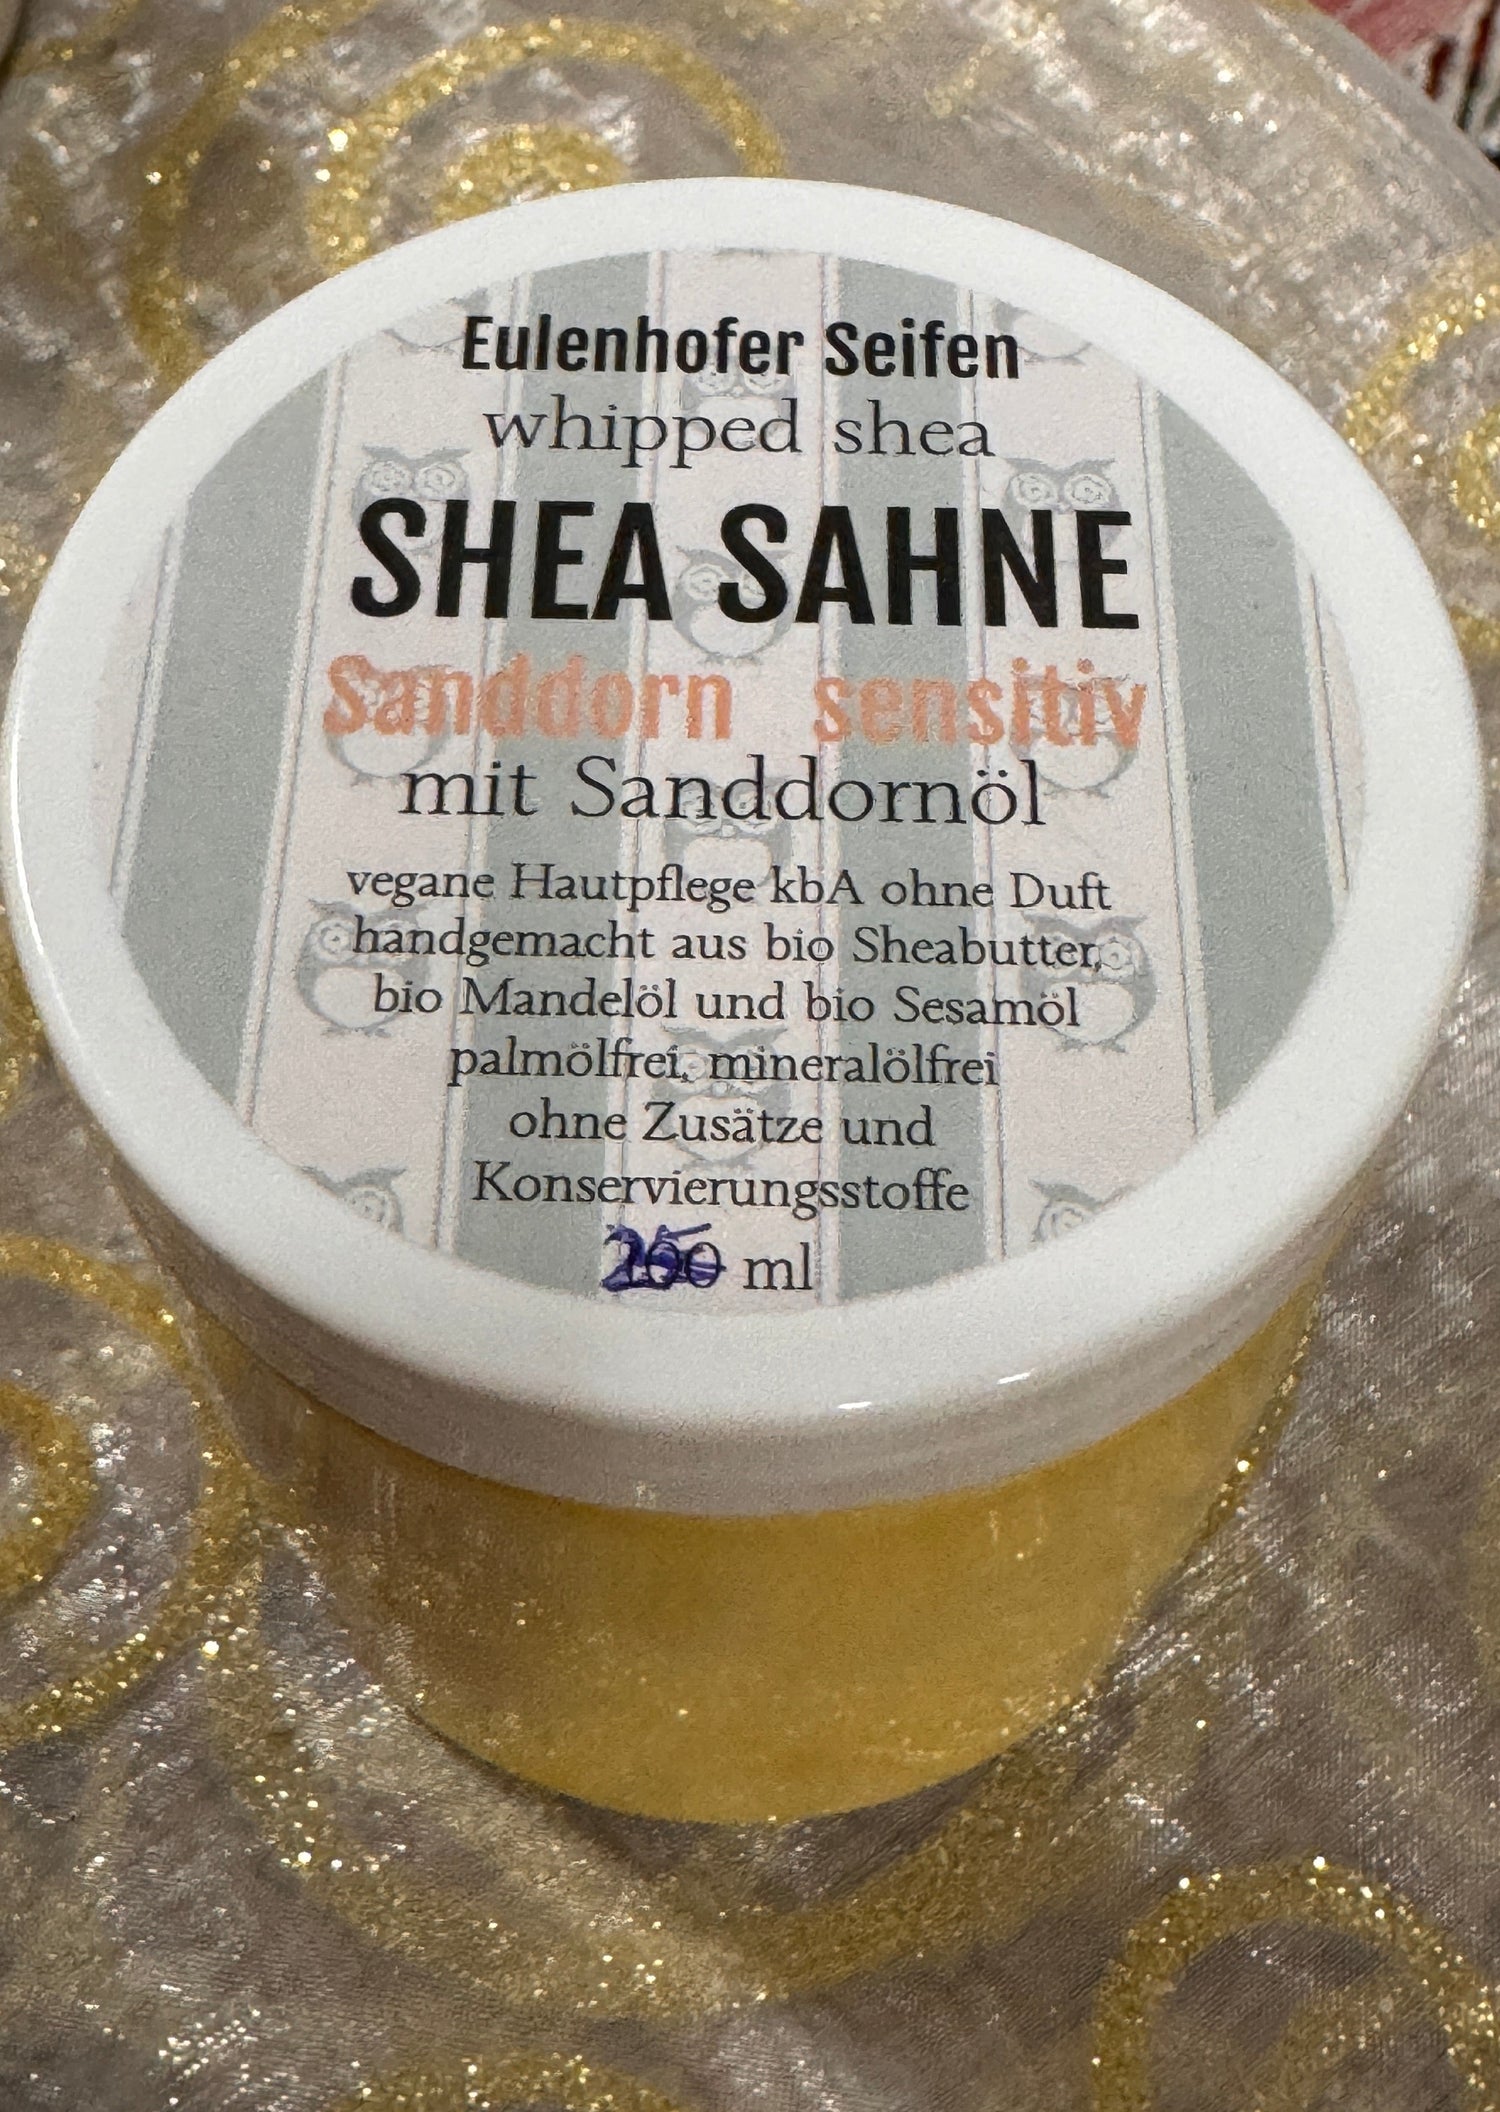 Eulenhofer Seifen
whipped shea
SHEA SAHNE
Sanddorn sensitiv
mit Sanddornöl
vegane Hautpflege kbA ohne Duft
handgemacht aus bio Sheabutter,
bio Mandelöl und bio Sesamöl
palmölfrei, mineralölfrei
ohne Zusätze und
Konservierungsstoffe
ml